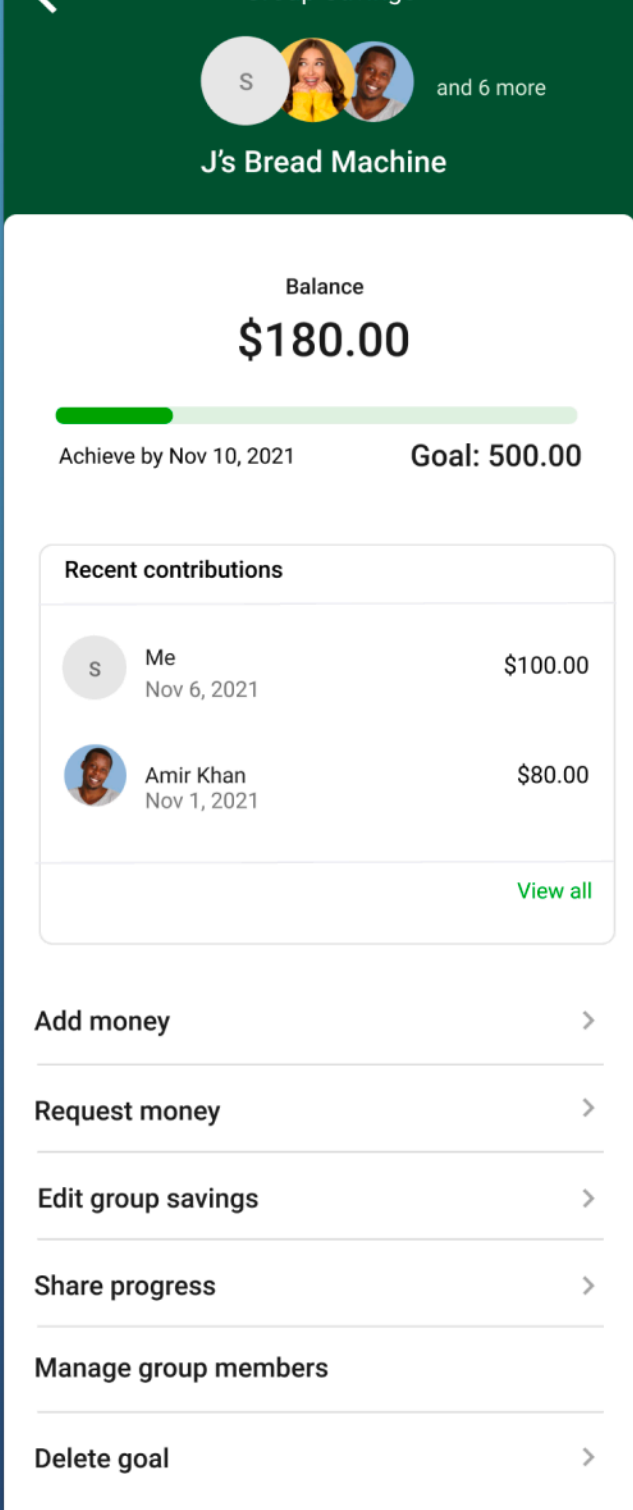 S
and 6 more
J's Bread Machine
Balance
$180.00
Achieve by Nov 10, 2021
Goal: 500.00
Recent contributions
S
Me
$100.00
Nov 6, 2021
Amir Khan
$80.00
Nov 1, 2021
View all
Add money
Request money
Edit group savings
Share progress
Manage group members
Delete goal